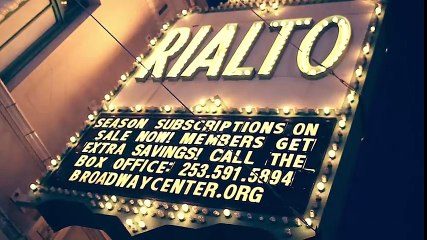 RIALTO
SEASON SUBSCRIPTIONS ON
SALE NOW! MEMBERS GET
EXTRA SAVINGS! CALL THE
BOX OFFICE: 253.591.5894
BROADWAYCENTER.ORG